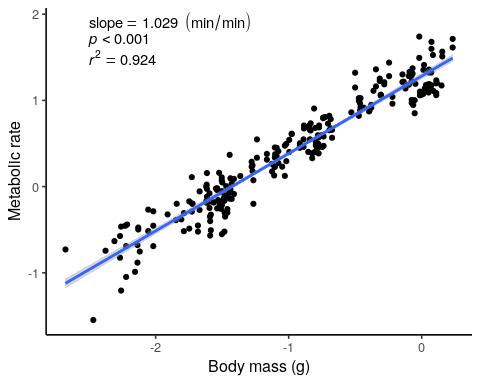 slope = 1.029 (min/min)
p < 0.001
r² = 0.924
2
1
0
-1
Metabolic rate
-2
-1
0
Body mass (g)